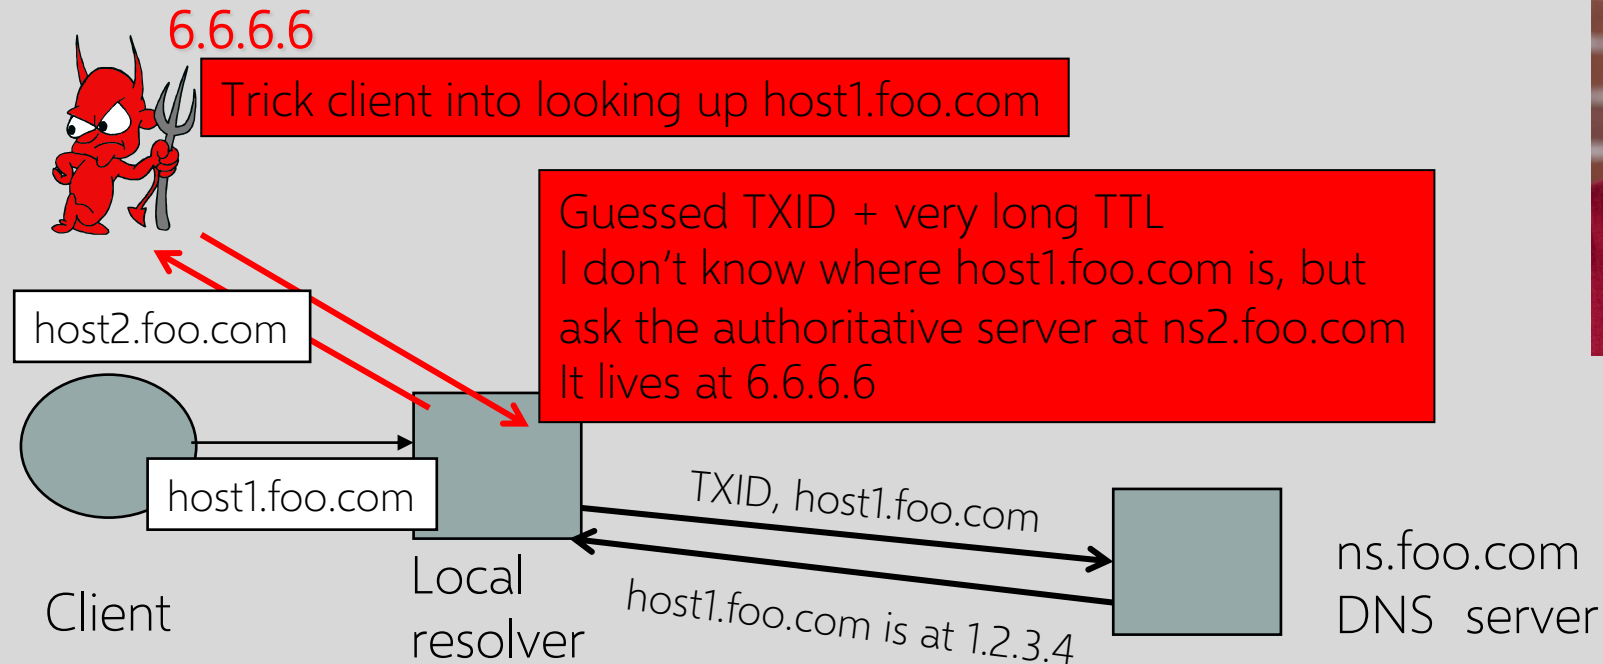 6.6.6.6
Trick client into looking up host1.foo.com
Guessed TXID + very long TTL
I don't know where host1.foo.com is, but
ask the authoritative server at ns2.foo.com
It lives at 6.6.6.6
host2.foo.com
host1.foo.com
TXID, host1.foo.com
host1.foo.com is at 1.2.3.4
Client
Local
resolver
ns.foo.com
DNS server